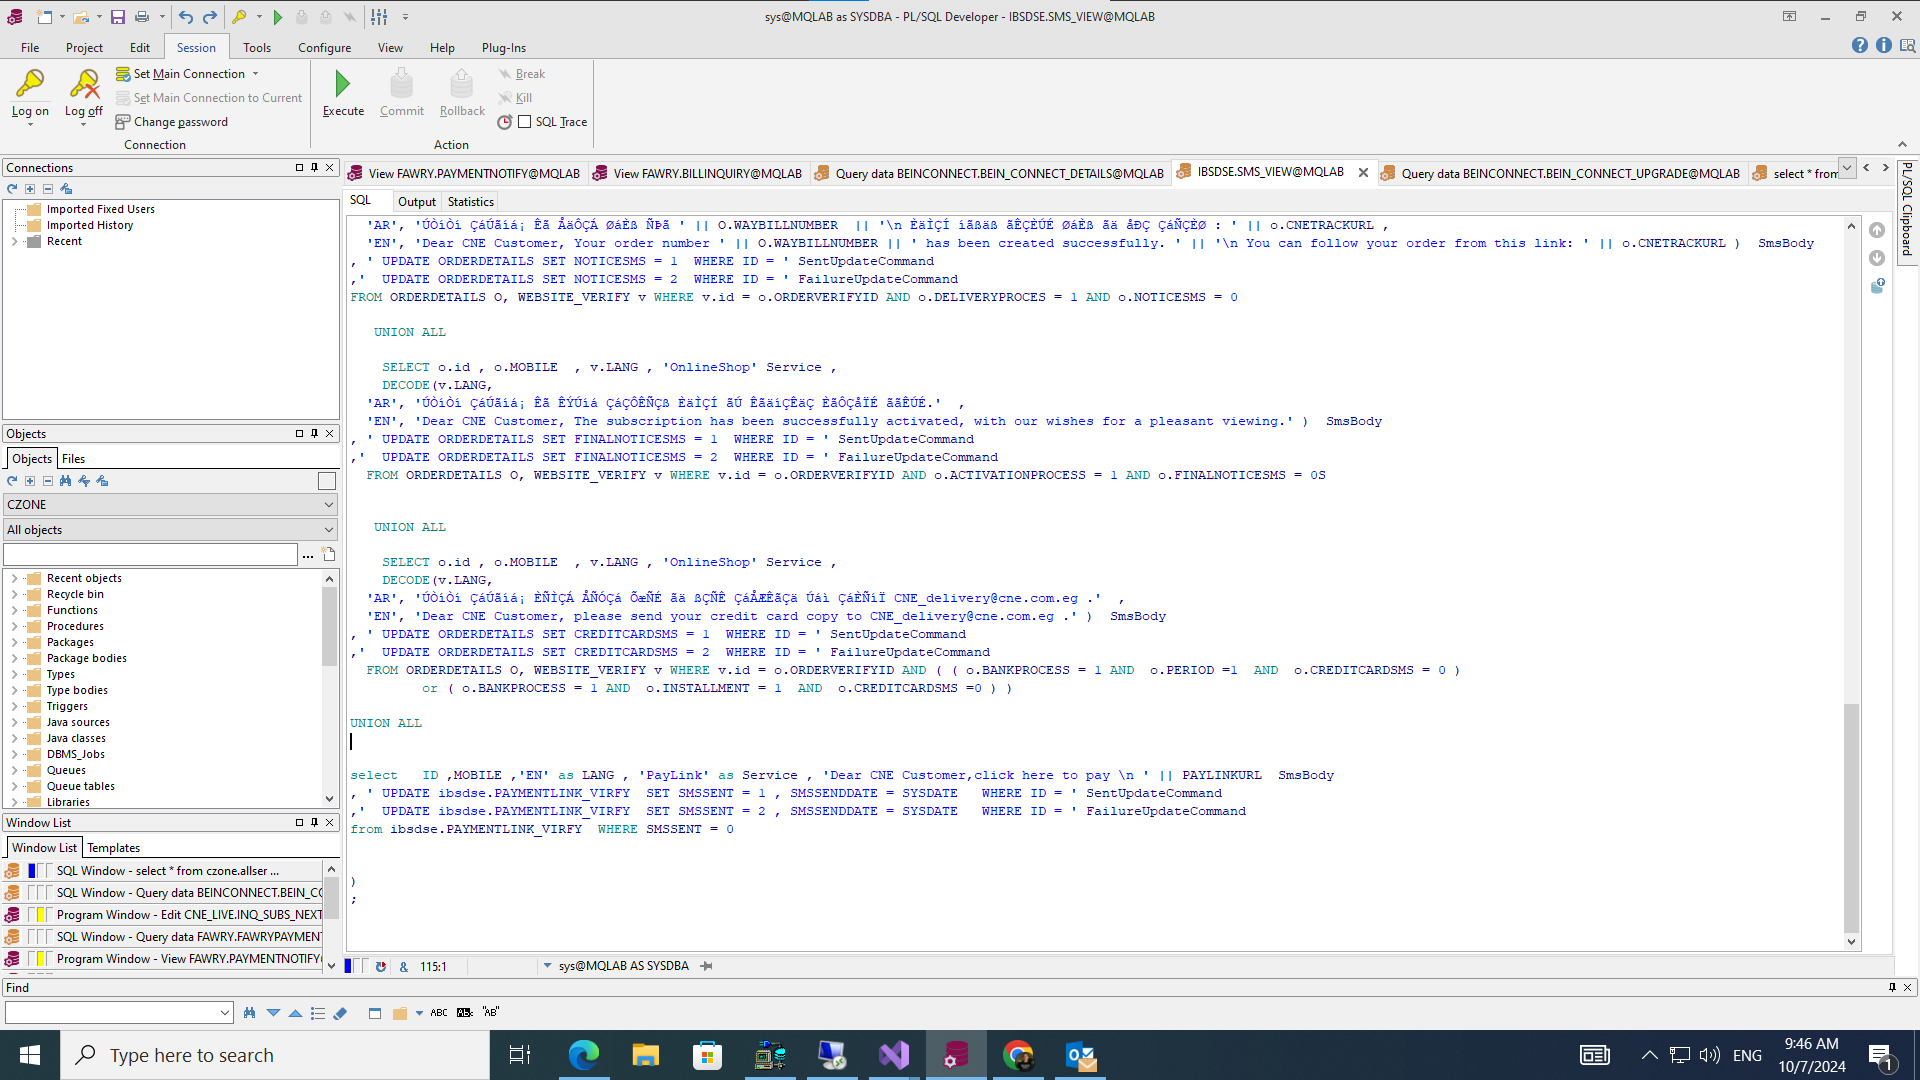 sys@MQLAB as SYSDBA - PL/SQL Developer - IBSDSE.SMS_VIEW@MQLAB
File Project Edit Session Tools Configure View Help Plug-Ins
Log on
Log off
Set Main Connection
Set Main Connection to Current
Change password
Connection
Execute
Commit
Rollback
Break
Kill
SQL Trace
Action
Connections
Imported Fixed Users
Imported History
Recent
Objects
Objects Files
CZONE
All objects
...
Recent objects
Recycle bin
Functions
Procedures
Packages
Package bodies
Types
Type bodies
Triggers
Java sources
Java classes
DBMS_Jobs
Queues
Queue tables
Libraries
Window List
Window List Templates
SQL Window - select * from czone.allser ...
SQL Window - Query data BEINCONNECT.BEIN_CO
Program Window - Edit CNE_LIVE.INQ_SUBS_NEXT
SQL Window - Query data FAWRY.FAWRYPAYMENT
Program Window - View FAWRY.PAYMENTNOTIFY@
View FAWRY.PAYMENTNOTIFY@MQLAB View FAWRY.BILLINQUIRY@MQLAB Query data BEINCONNECT.BEIN_CONNECT_DETAILS@MQLAB IBSDSE.SMS_VIEW@MQLAB Query data BEINCONNECT.BEIN_CONNECT_UPGRADE@MQLAB select * from
PL/SQL Clipboard
SQL Output Statistics
'AR', 'ÚÒíÒí ÇáÚãíá¡ Êã ÅäÔÇÁ ØáÈß ÑÞã ' || O.WAYBILLNUMBER  || '\n ÈäÌÇÍ íãßäß ãÊÇÈÚÉ ØáÈß ãä åÐÇ ÇáÑÇÈØ : ' || o.CNETRACKURL ,
'EN', 'Dear CNE Customer, Your order number ' || O.WAYBILLNUMBER || ' has been created successfully. ' || '\n You can follow your order from this link: ' || o.CNETRACKURL )  SmsBody
, ' UPDATE ORDERDETAILS SET NOTICESMS = 1  WHERE ID = ' SentUpdateCommand
,'  UPDATE ORDERDETAILS SET NOTICESMS = 2  WHERE ID = ' FailureUpdateCommand
FROM ORDERDETAILS O, WEBSITE_VERIFY v WHERE v.id = o.ORDERVERIFYID AND o.DELIVERYPROCES = 1 AND o.NOTICESMS = 0
UNION ALL
SELECT o.id , o.MOBILE  , v.LANG , 'OnlineShop' Service ,
DECODE(v.LANG,
'AR', 'ÚÒíÒí ÇáÚãíá¡ Êã ÊÝÚíá ÇáÇÔÊÑÇß ÈäÌÇÍ ãÚ ÊãäíÇÊäÇ ÈãÔÇåÏÉ ããÊÚÉ.'  ,
'EN', 'Dear CNE Customer, The subscription has been successfully activated, with our wishes for a pleasant viewing.' )  SmsBody
, ' UPDATE ORDERDETAILS SET FINALNOTICESMS = 1  WHERE ID = ' SentUpdateCommand
,'  UPDATE ORDERDETAILS SET FINALNOTICESMS = 2  WHERE ID = ' FailureUpdateCommand
FROM ORDERDETAILS O, WEBSITE_VERIFY v WHERE v.id = o.ORDERVERIFYID AND o.ACTIVATIONPROCESS = 1 AND o.FINALNOTICESMS = 0S
UNION ALL
SELECT o.id , o.MOBILE  , v.LANG , 'OnlineShop' Service ,
DECODE(v.LANG,
'AR', 'ÚÒíÒí ÇáÚãíá¡ ÈÑÌÇÁ ÅÑÓÇá ÕæÑÉ ãä ßÇÑÊ ÇáÅÆÊãÇä Úáì ÇáÈÑíÏ CNE_delivery@cne.com.eg .'  ,
'EN', 'Dear CNE Customer, please send your credit card copy to CNE_delivery@cne.com.eg .' )  SmsBody
, ' UPDATE ORDERDETAILS SET CREDITCARDSMS = 1  WHERE ID = ' SentUpdateCommand
,'  UPDATE ORDERDETAILS SET CREDITCARDSMS = 2  WHERE ID = ' FailureUpdateCommand
FROM ORDERDETAILS O, WEBSITE_VERIFY v WHERE v.id = o.ORDERVERIFYID AND ( ( o.BANKPROCESS = 1 AND  o.PERIOD =1  AND  o.CREDITCARDSMS = 0 )
or ( o.BANKPROCESS = 1 AND  o.INSTALLMENT = 1  AND  o.CREDITCARDSMS =0 ) )
UNION ALL
select   ID ,MOBILE ,'EN' as LANG , 'PayLink' as Service , 'Dear CNE Customer,click here to pay \n ' || PAYLINKURL  SmsBody
, ' UPDATE ibsdse.PAYMENTLINK_VIRFY  SET SMSSENT = 1 , SMSSENDDATE = SYSDATE   WHERE ID = ' SentUpdateCommand
,'  UPDATE ibsdse.PAYMENTLINK_VIRFY  SET SMSSENT = 2 , SMSSENDDATE = SYSDATE   WHERE ID = ' FailureUpdateCommand
from ibsdse.PAYMENTLINK_VIRFY  WHERE SMSSENT = 0
)
;
& 115:1 sys@MQLAB AS SYSDBA
Find
ABC AB: "AB"
Type here to search
ENG
9:46 AM
10/7/2024
1